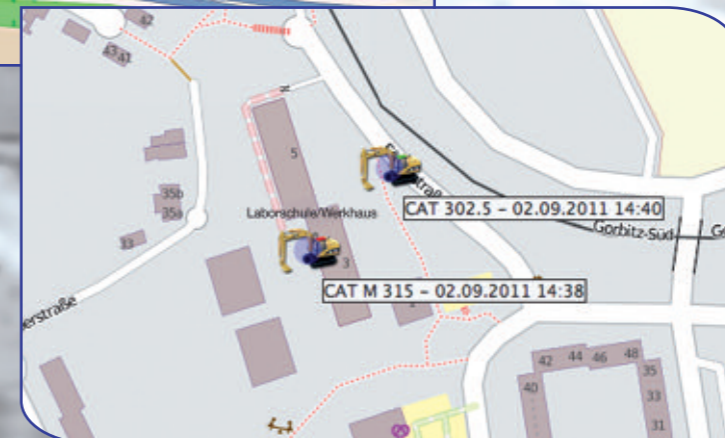 42
43
41
5
35b
35a
Laborschule/Werkhaus
33
3
CAT 302.5 – 02.09.2011 14:40
Gorbitz-Süd
CAT M 315 – 02.09.2011 14:38
erstraße
42 44 46 48
40
35
33
31